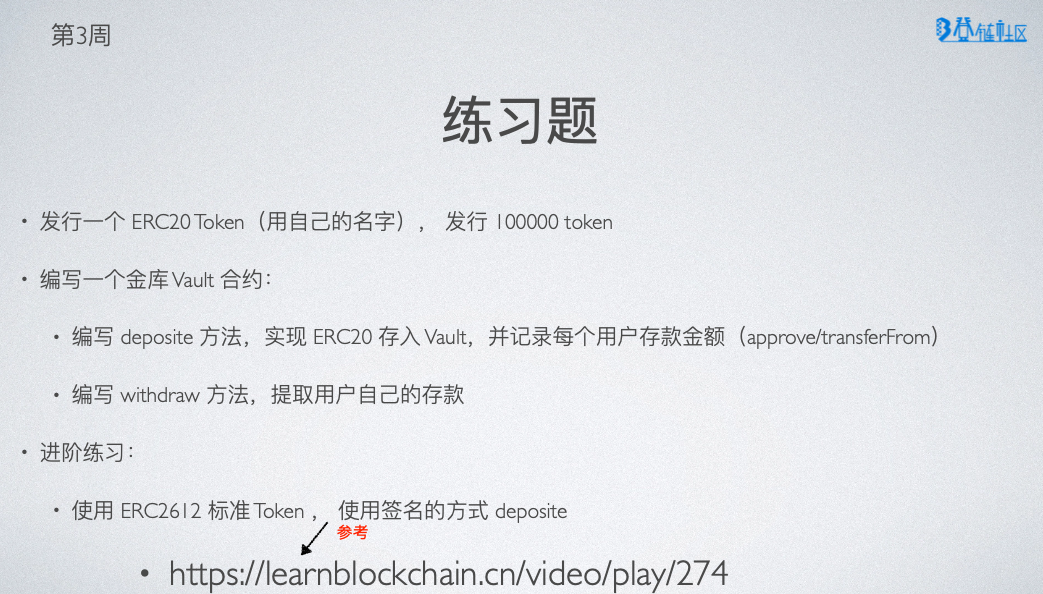 第3周
登链社区
练习题
• 发行一个 ERC20 Token（用自己的名字）， 发行 100000 token
• 编写一个金库 Vault 合约：
• 编写 deposite 方法，实现 ERC20 存入 Vault，并记录每个用户存款金额（approve/transferFrom）
• 编写 withdraw 方法，提取用户自己的存款
• 进阶练习：
• 使用 ERC2612 标准 Token ， 使用签名的方式 deposite
参考
• https://learnblockchain.cn/video/play/274